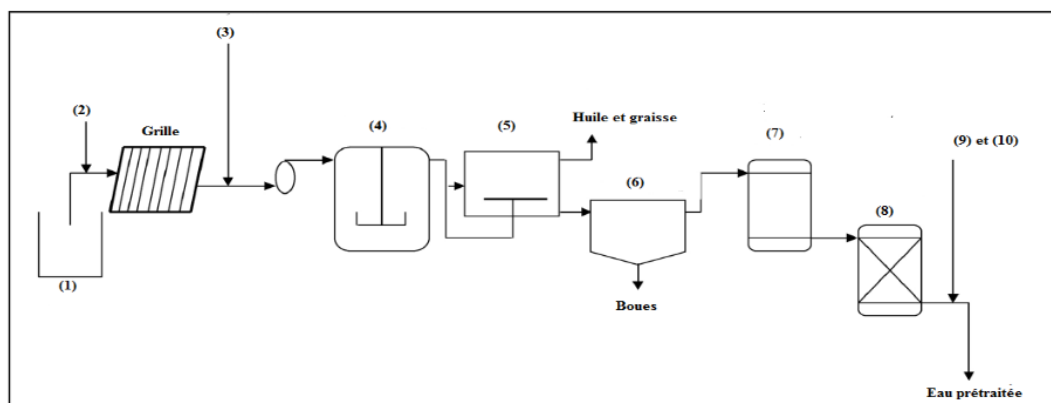 (3)
(2)
Grille
(4)
(5)
Huile et graisse
(6)
(7)
(9) et (10)
(8)
(1)
Boues
Eau prétraitée